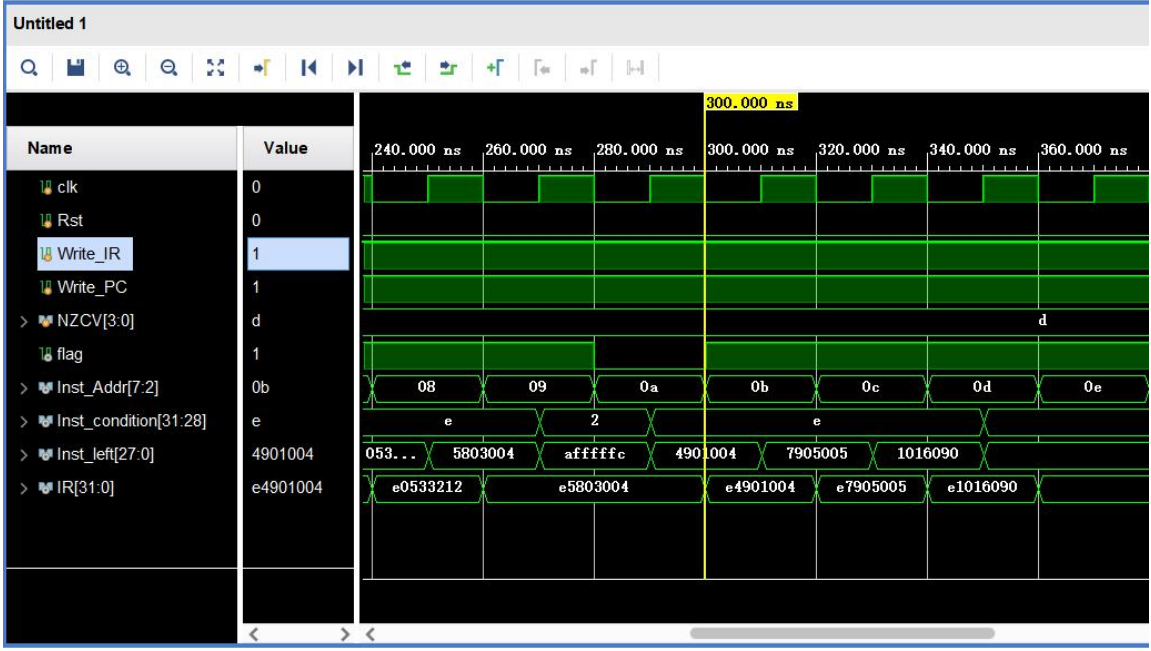 Untitled 1
300.000 ns
Name Value 240.000 ns 260.000 ns 280.000 ns 300.000 ns 320.000 ns 340.000 ns 360.000 ns
clk 0
Rst 0
Write_IR 1
Write_PC 1
NZCV[3:0] d d
flag 1
Inst_Addr[7:2] 0b 08 09 0a 0b 0c 0d 0e
Inst_condition[31:28] e e 2 e
Inst_left[27:0] 4901004 053... 5803004 affffffc 4901004 7905005 1016090
IR[31:0] e4901004 e0533212 e5803004 e4901004 e7905005 e1016090